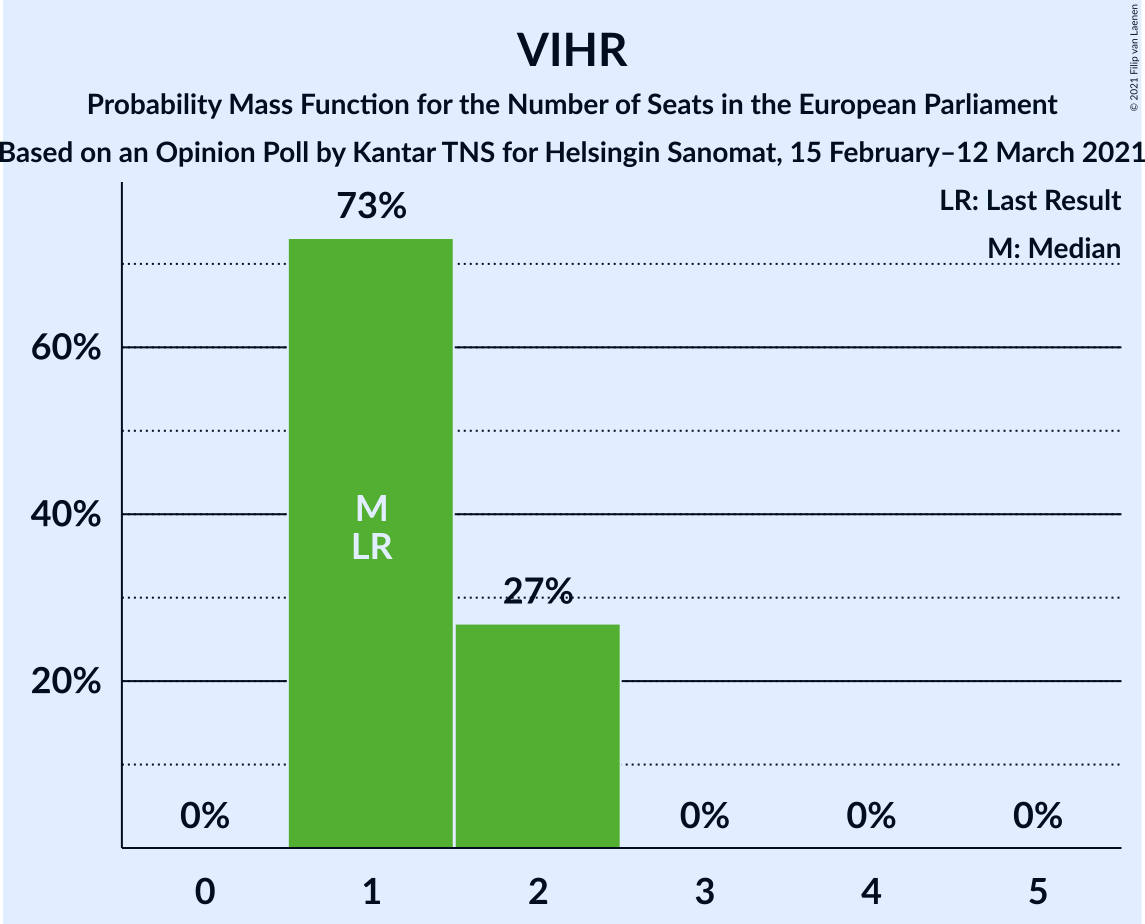 VIHR
Probability Mass Function for the Number of Seats in the European Parliament
Based on an Opinion Poll by Kantar TNS for Helsingin Sanomat, 15 February–12 March 2021
© 2021 Filip van Laenen
LR: Last Result
M: Median
73%
60%
40%
20%
M
LR
27%
0%
0%
0%
0%
0
1
2
3
4
5